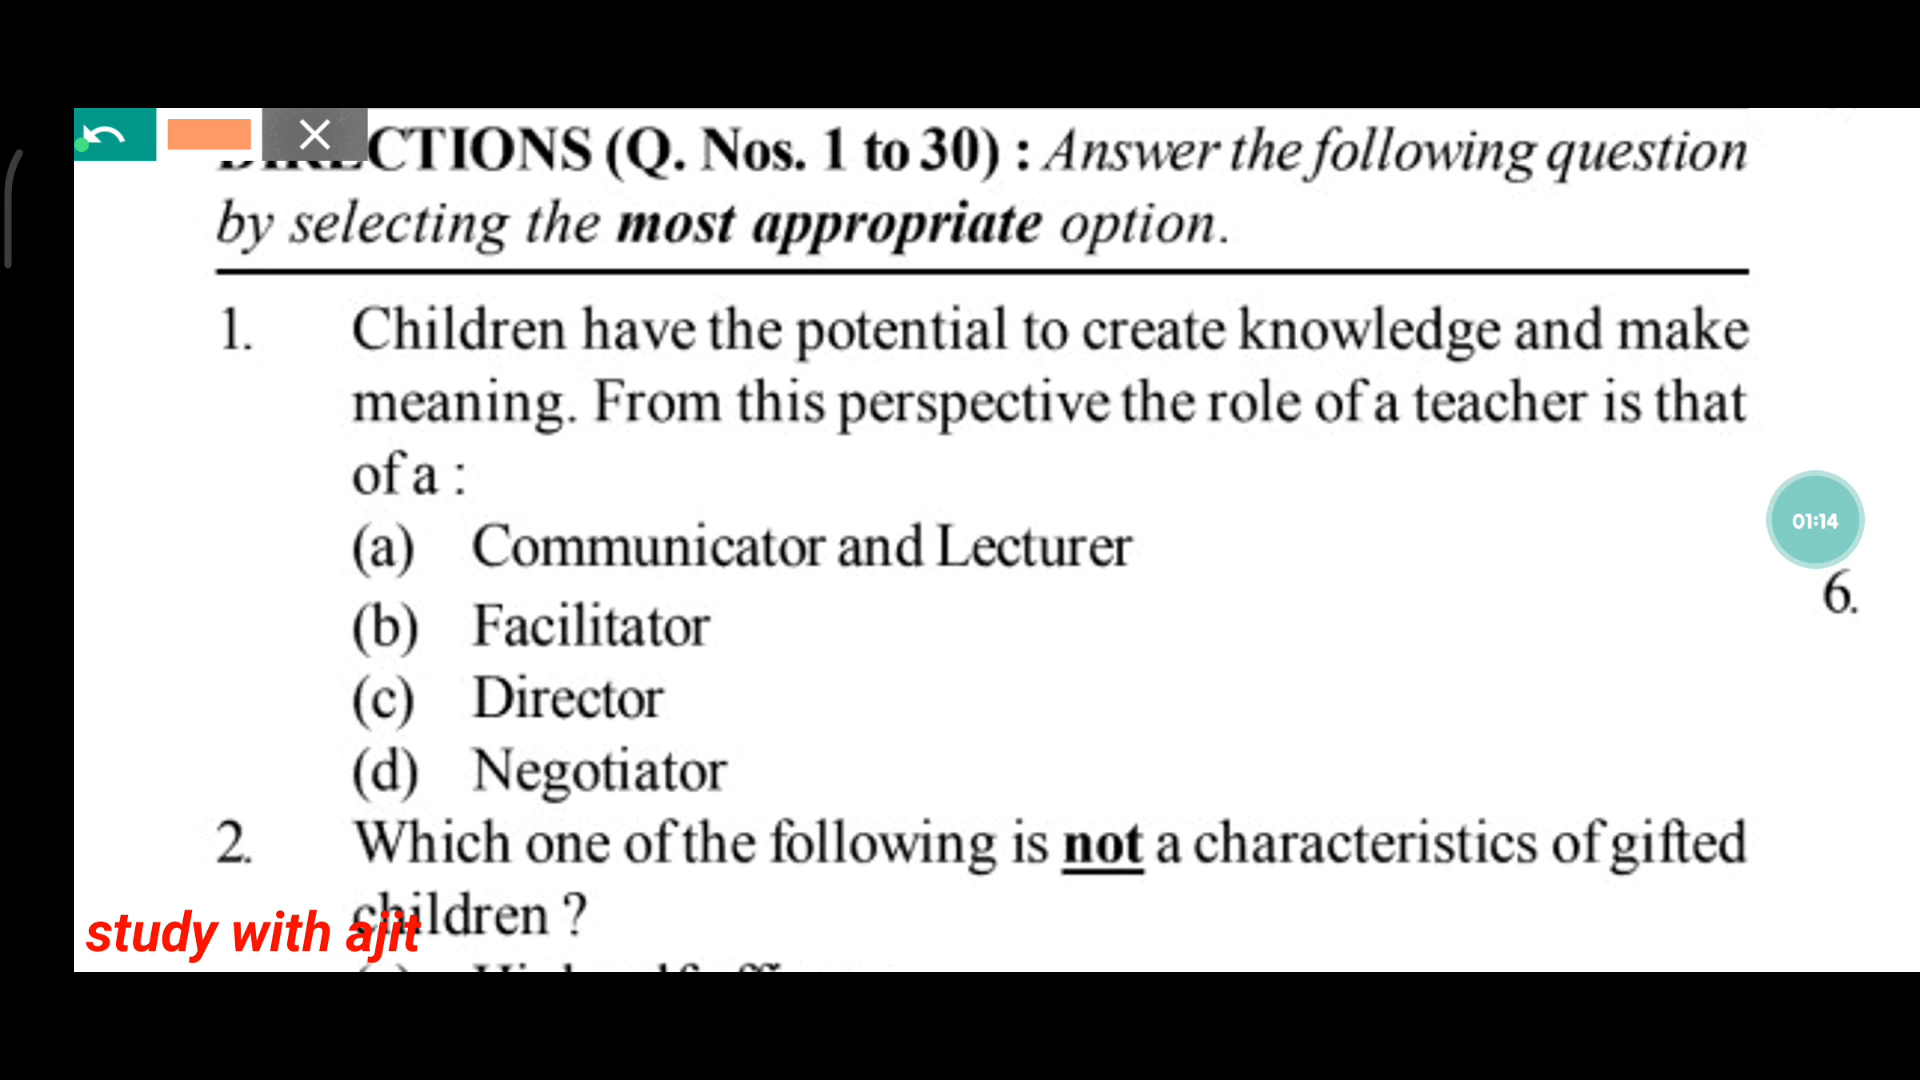 CTIONS (Q. Nos. 1 to 30) : Answer the following question
by selecting the most appropriate option.
1. Children have the potential to create knowledge and make
meaning. From this perspective the role of a teacher is that
of a :
(a) Communicator and Lecturer
(b) Facilitator
(c) Director
(d) Negotiator
2. Which one of the following is not a characteristics of gifted
children ?
study with ajit
01:14
6.